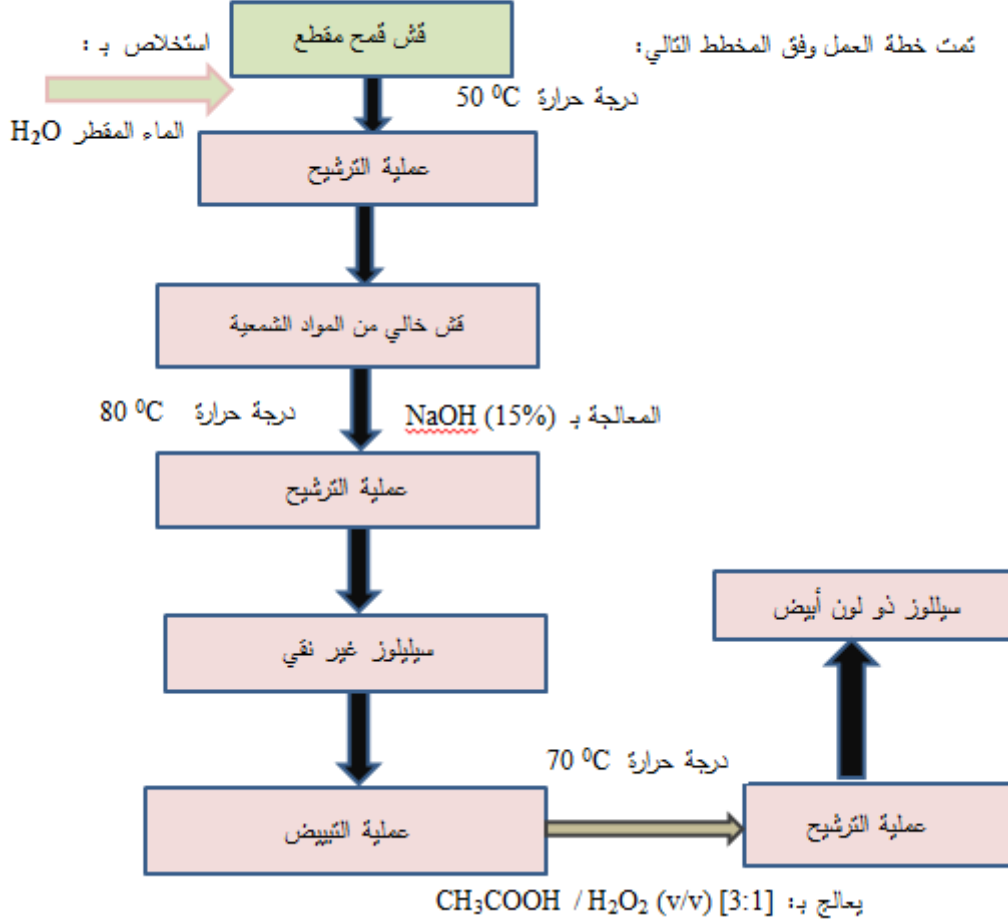 تمت خطة العمل وفق المخطط التالي:
قش قمح مقطع
استخلاص بـ :
الماء المقطر H₂O
درجة حرارة 50 ⁰C
عملية الترشيح
قش خالي من المواد الشمعية
المعالجة بـ NaOH (15%)
درجة حرارة 80 ⁰C
عملية الترشيح
سيليلوز غير نقي
عملية التبييض
درجة حرارة 70 ⁰C
يعالج بـ: CH₃COOH / H₂O₂ (v/v) [3:1]
عملية الترشيح
سيللوز ذو لون أبيض